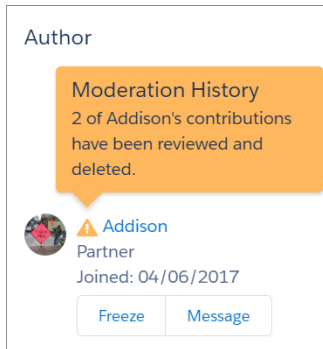 Author
Moderation History
2 of Addison's contributions
have been reviewed and
deleted.
Addison
Partner
Joined: 04/06/2017
Freeze
Message